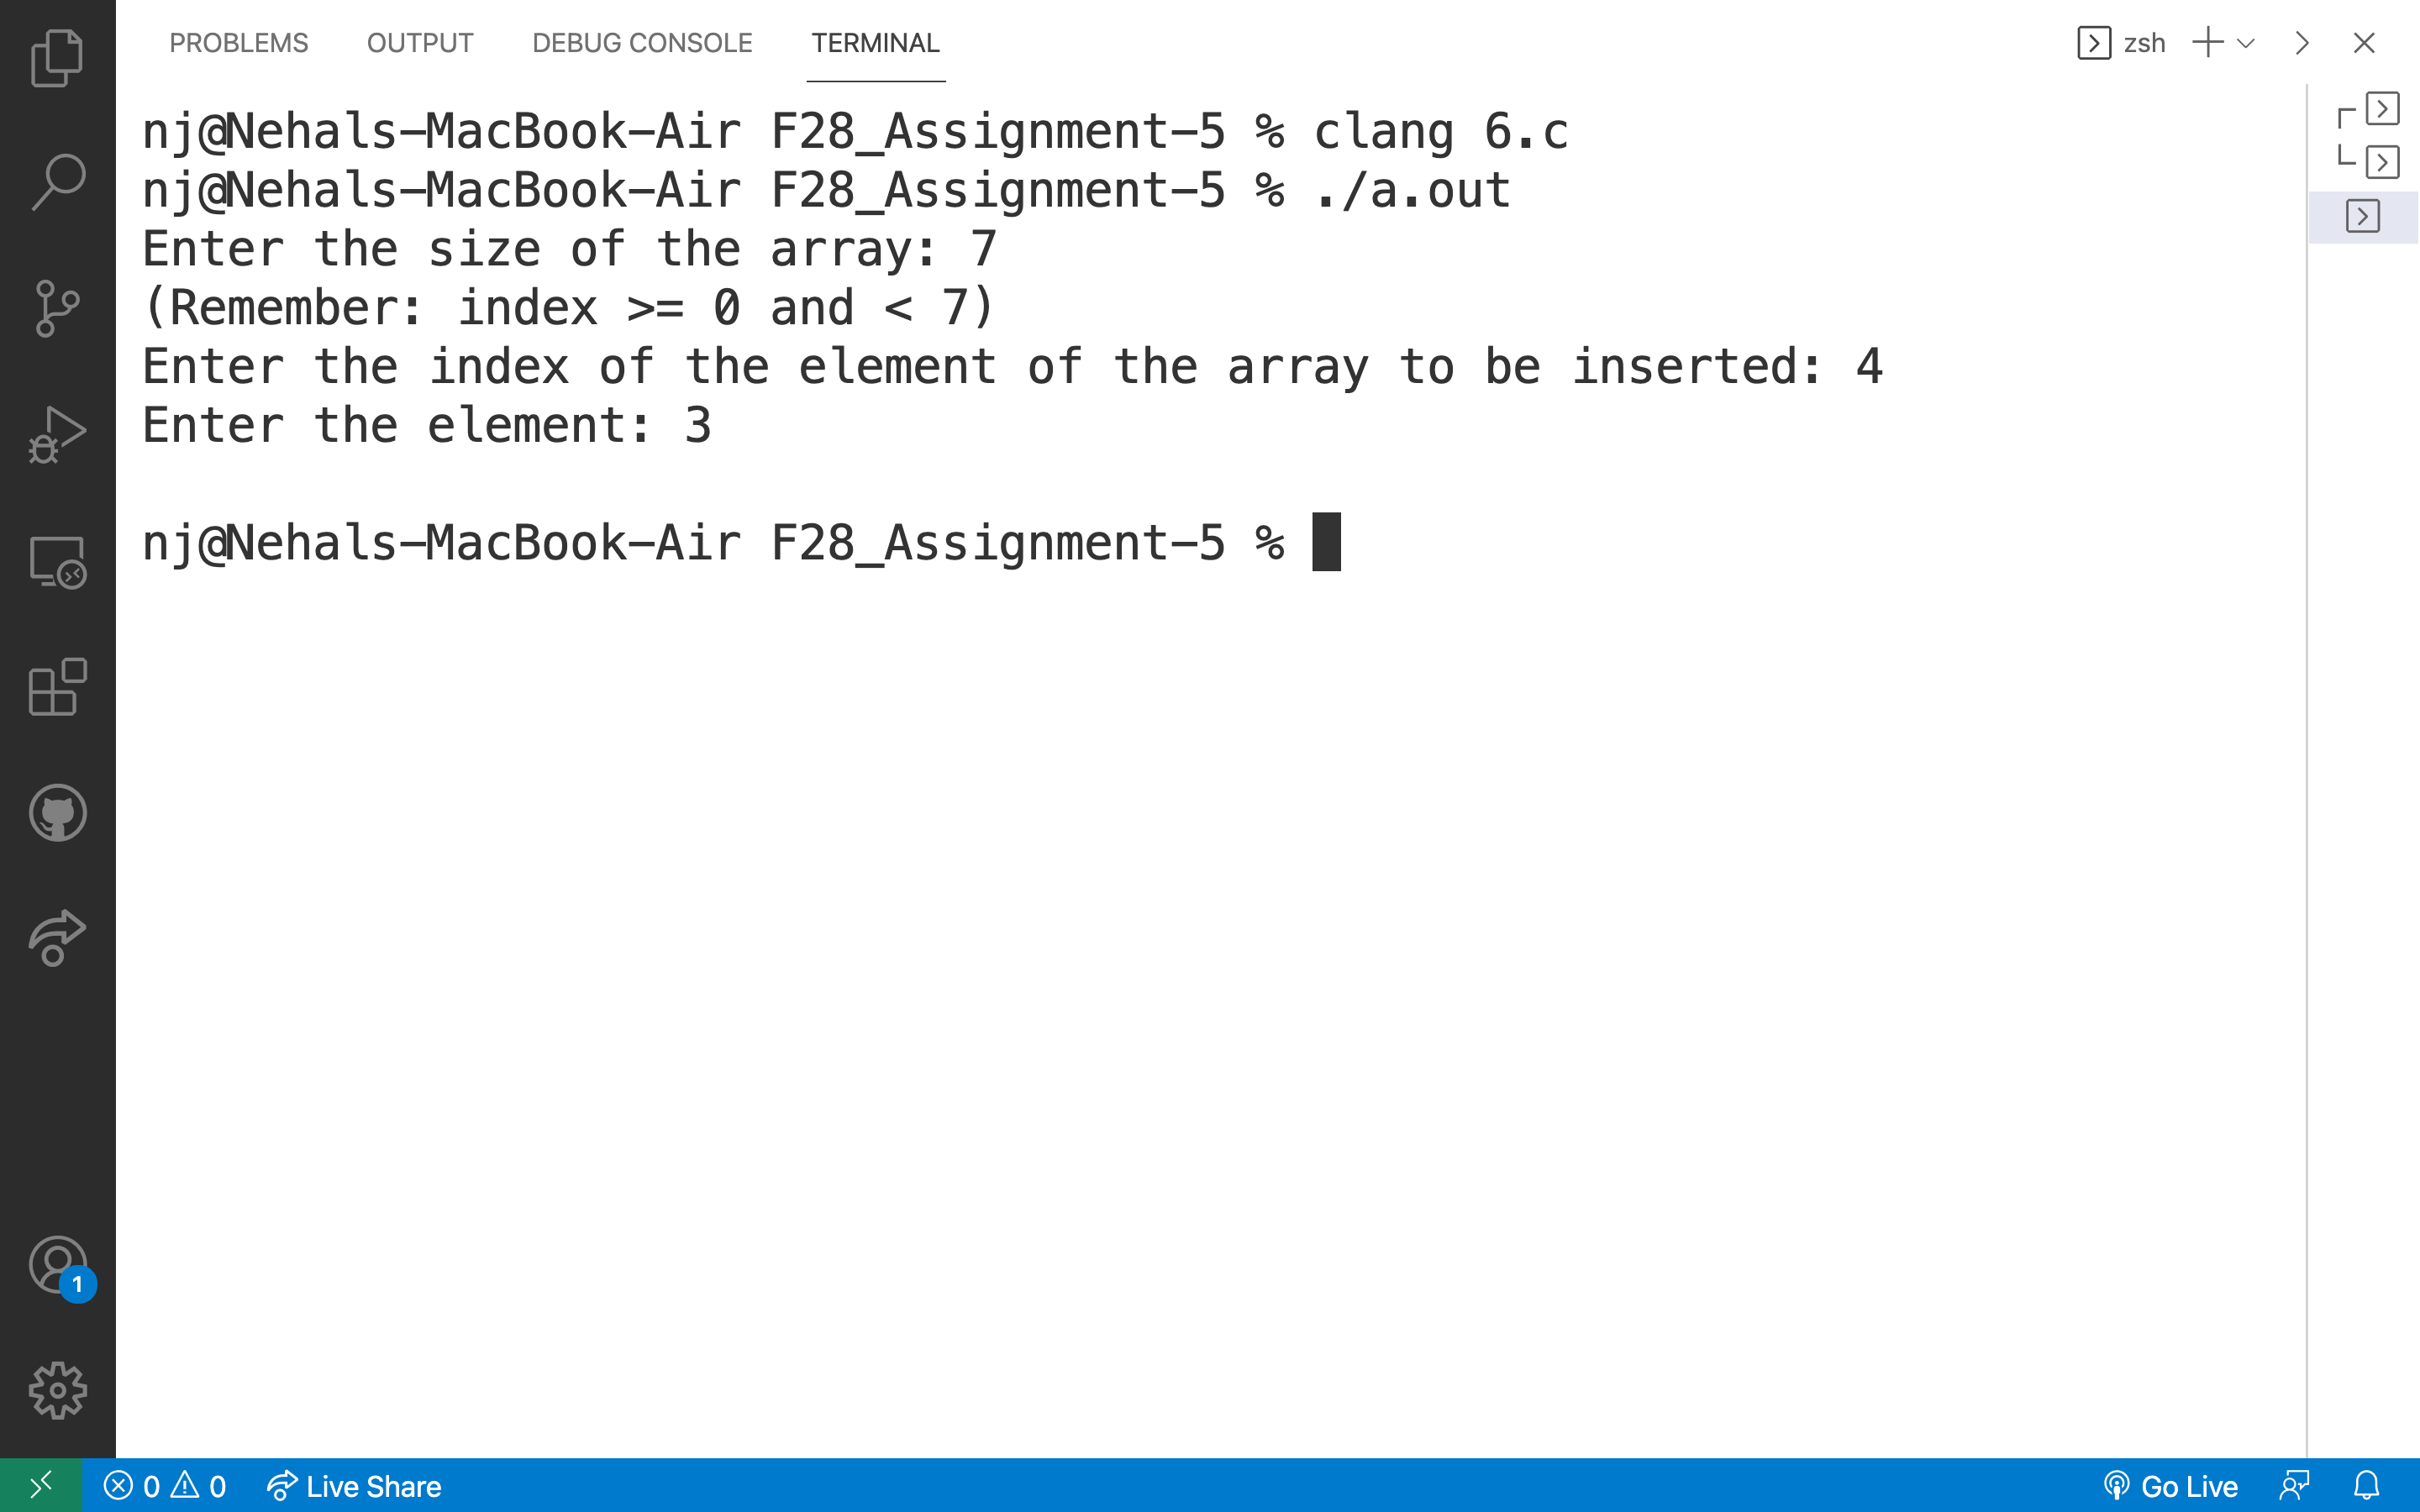 PROBLEMS OUTPUT DEBUG CONSOLE TERMINAL zsh
nj@Nehals-MacBook-Air F28_Assignment-5 % clang 6.c
nj@Nehals-MacBook-Air F28_Assignment-5 % ./a.out
Enter the size of the array: 7
(Remember: index >= 0 and < 7)
Enter the index of the element of the array to be inserted: 4
Enter the element: 3
nj@Nehals-MacBook-Air F28_Assignment-5 %
1
0 0 Live Share Go Live